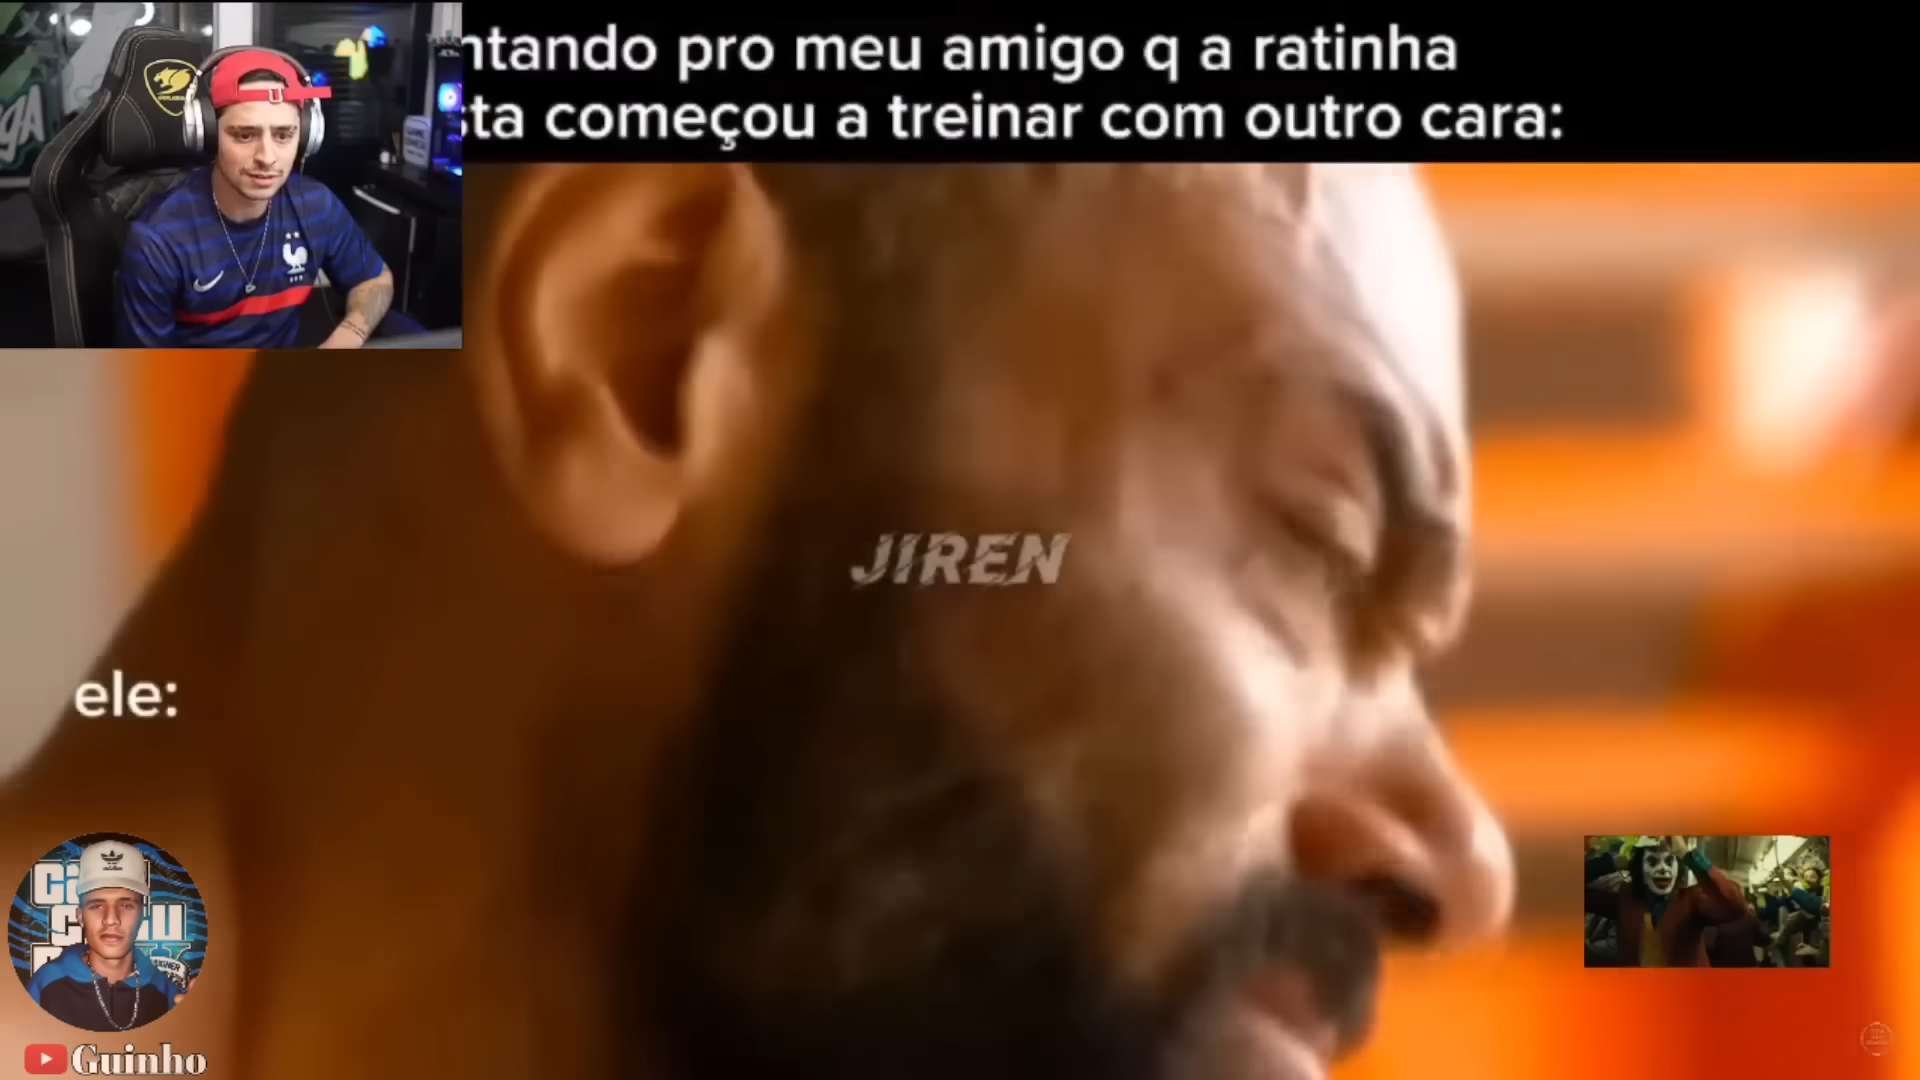 ntando pro meu amigo q a ratinha
sta começou a treinar com outro cara:
JIREN
ele:
Guinho